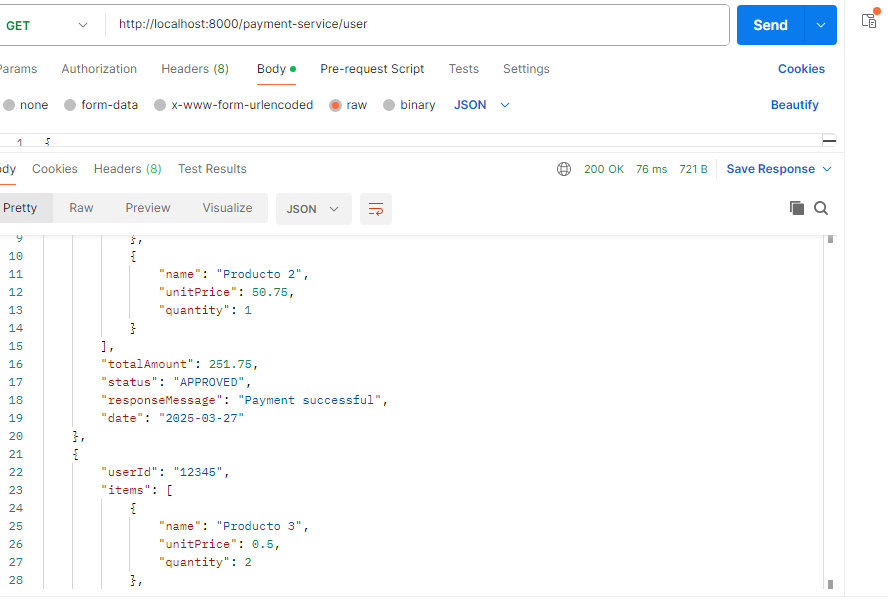 GET http://localhost:8000/payment-service/user Send
Params Authorization Headers (8) Body Pre-request Script Tests Settings Cookies
none form-data x-www-form-urlencoded raw binary JSON Beautify
1 {
ody Cookies Headers (8) Test Results 200 OK 76 ms 721 B Save Response
Pretty Raw Preview Visualize JSON
9 },
10 {
11 "name": "Producto 2",
12 "unitPrice": 50.75,
13 "quantity": 1
14 }
15 ],
16 "totalAmount": 251.75,
17 "status": "APPROVED",
18 "responseMessage": "Payment successful",
19 "date": "2025-03-27"
20 },
21 {
22 "userId": "12345",
23 "items": [
24 {
25 "name": "Producto 3",
26 "unitPrice": 0.5,
27 "quantity": 2
28 },